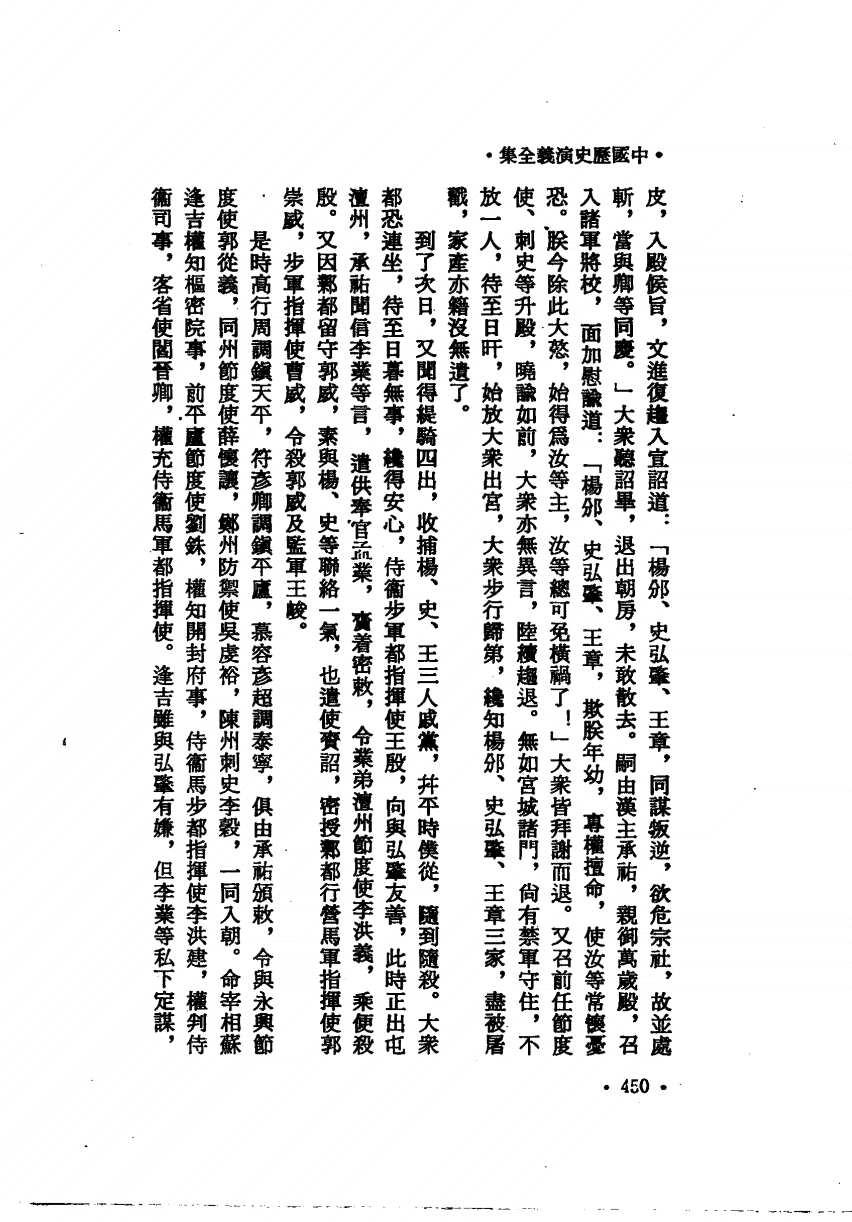 •中國歷史演義全集•
皮，入殿候旨，文進復趨入宣詔道：「楊邠、史弘肇、王章，同謀叛逆，欲危宗社，故並處
斬，當與卿等同慶。」大衆聽詔畢，退出朝房，未敢散去。嗣由漢主承祐，親御萬歲殿，召
入諸軍將校，面加慰諭道：「楊邠、史弘肇、王章，欺朕年幼，專權擅命，使汝等常懷憂
恐。朕今除此大憝，始得爲汝等主，汝等總可免橫禍了！」大衆皆拜謝而退。又召前任節度
使、刺史等升殿，曉諭如前，大衆亦無異言，陸續趨退。無如宮城諸門，尙有禁軍守住，不
放一人，待至日旰，始放大衆出宮，大衆步行歸第，纔知楊邠、史弘肇、王章三家，盡被屠
戮，家產亦籍沒無遺了。
到了次日，又聞得緹騎四出，收捕楊、史、王三人戚黨，幷平時僕從，隨到隨殺。大衆
都恐連坐，待至日暮無事，纔得安心，侍衞步軍都指揮使王殷，向與弘肇友善，此時正出屯
澶州，承祐聞信李業等言，遣供奉官孟業，齎着密敕，令業弟澶州節度使李洪義，乘便殺
殷。又因鄴都留守郭威，素與楊、史等聯絡一氣，也遣使齎詔，密授鄴都行營馬軍指揮使郭
崇威，步軍指揮使曹威，令殺郭威及監軍王峻。
是時高行周調鎭天平，符彥卿調鎭平盧，慕容彥超調泰寧，俱由承祐頒敕，令與永興節
度使郭從義，同州節度使薛懷讓，鄭州防禦使吳虔裕，陳州刺史李穀，一同入朝。命宰相蘇
逢吉權知樞密院事，前平盧節度使劉銖，權知開封府事，侍衞馬步都指揮使李洪建，權判侍
衞司事，客省使閻晉卿，權充侍衞馬軍都指揮使。逢吉雖與弘肇有嫌，但李業等私下定謀，
• 450 •